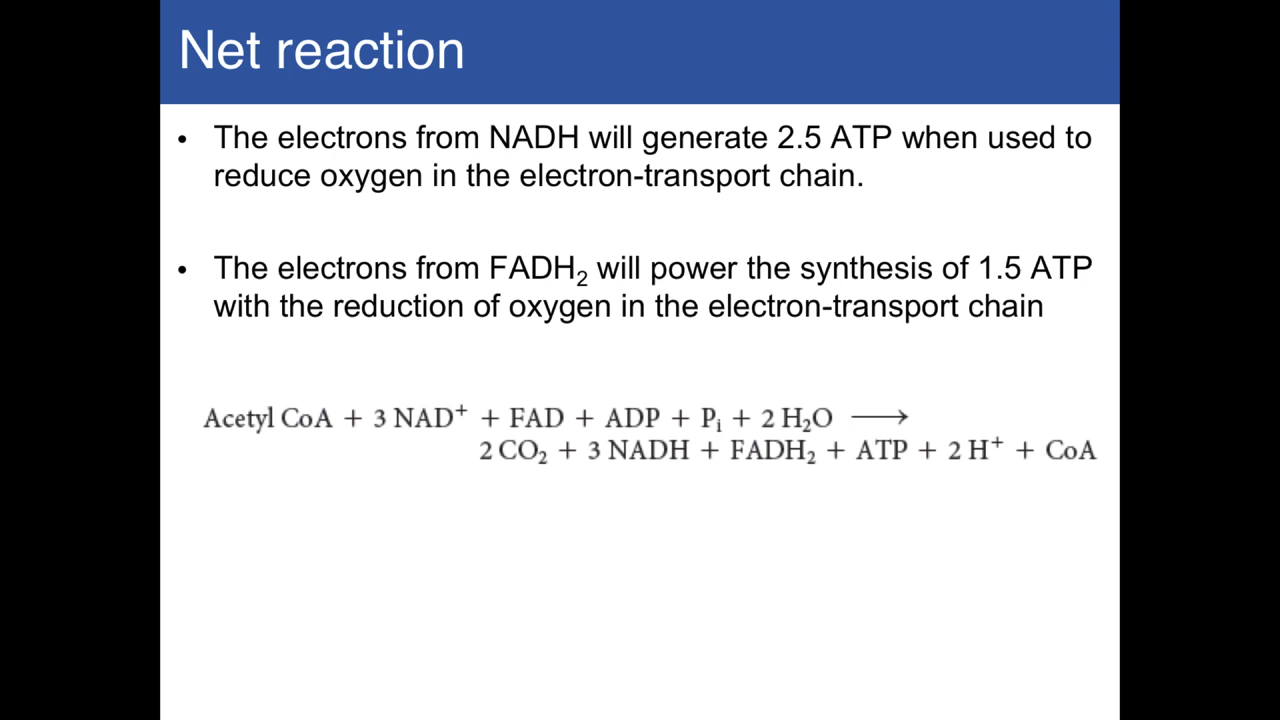 Net reaction
• The electrons from NADH will generate 2.5 ATP when used to
reduce oxygen in the electron-transport chain.
• The electrons from FADH₂ will power the synthesis of 1.5 ATP
with the reduction of oxygen in the electron-transport chain
Acetyl CoA + 3 NAD⁺ + FAD + ADP + Pᵢ + 2 H₂O ⟶
2 CO₂ + 3 NADH + FADH₂ + ATP + 2 H⁺ + CoA